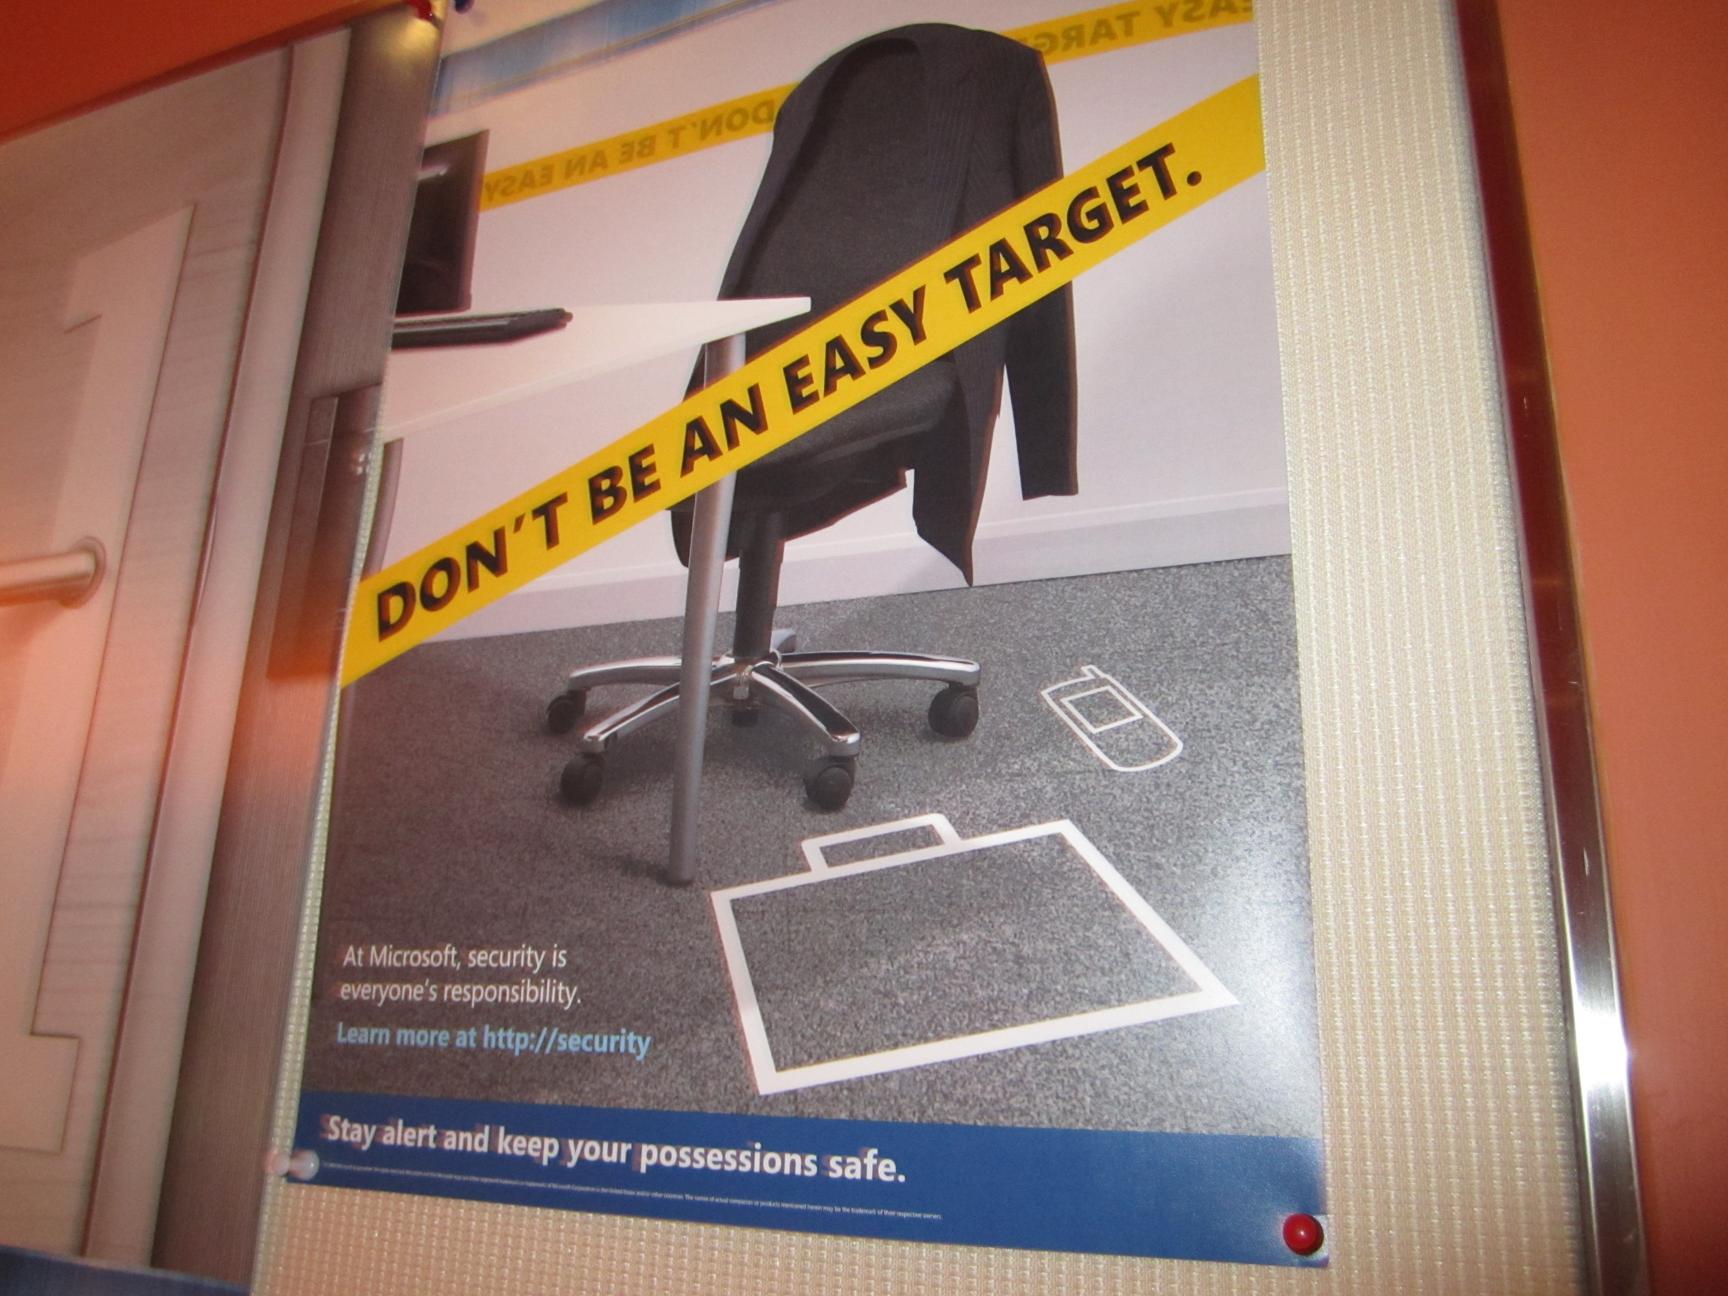 EASY TARGE
DON'T BE AN EASY
DON'T BE AN EASY TARGET.
At Microsoft, security is
everyone's responsibility.
Learn more at http://security
Stay alert and keep your possessions safe.